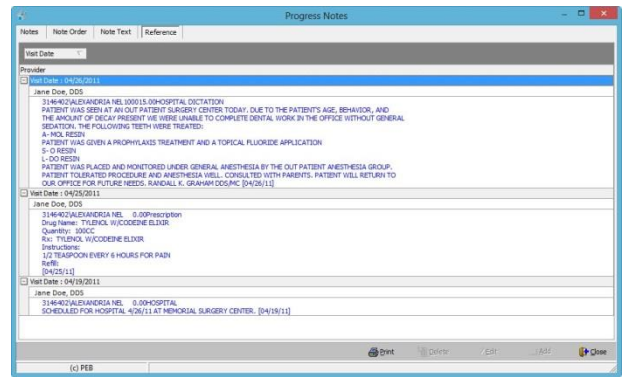 Progress Notes
Notes Note Order Note Text Reference
Visit Date
Provider
Visit Date : 04/26/2011
Jane Doe, DDS
3146402\ALEXANDRIA NEL 100015.00HOSPITAL DICTATION
PATIENT WAS SEEN AT AN OUT PATIENT SURGERY CENTER TODAY. DUE TO THE PATIENT'S AGE, BEHAVIOR, AND
THE AMOUNT OF DECAY PRESENT WE WERE UNABLE TO COMPLETE DENTAL WORK IN THE OFFICE WITHOUT GENERAL
SEDATION. THE FOLLOWING TEETH WERE TREATED:
A- MOL RESIN
PATIENT WAS GIVEN A PROPHYLAXIS TREATMENT AND A TOPICAL FLUORIDE APPLICATION
S- O RESIN
L- DO RESIN
PATIENT WAS PLACED AND MONITORED UNDER GENERAL ANESTHESIA BY THE OUT PATIENT ANESTHESIA GROUP.
PATIENT TOLERATED PROCEDURE AND ANESTHESIA WELL. CONSULTED WITH PARENTS. PATIENT WILL RETURN TO
OUR OFFICE FOR FUTURE NEEDS. RANDALL K. GRAHAM DDS/MC [04/26/11]
Visit Date : 04/25/2011
Jane Doe, DDS
3146402\ALEXANDRIA NEL 0.00Prescription
Drug Name: TYLENOL W/CODEINE ELIXIR
Quantity: 100CC
Rx: TYLENOL W/CODEINE ELIXIR
Instructions:
1/2 TEASPOON EVERY 6 HOURS FOR PAIN
Refill:
[04/25/11]
Visit Date : 04/19/2011
Jane Doe, DDS
3146402\ALEXANDRIA NEL 0.00HOSPITAL
SCHEDULED FOR HOSPITAL 4/26/11 AT MEMORIAL SURGERY CENTER. [04/19/11]
Print Delete Edit Add Close
(c) PEB